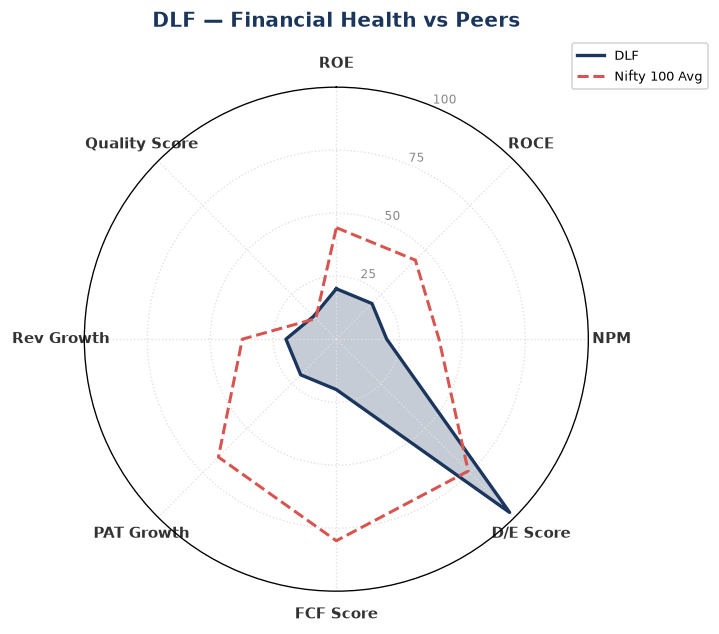 DLF — Financial Health vs Peers
DLF
Nifty 100 Avg
ROE
ROCE
NPM
D/E Score
FCF Score
PAT Growth
Rev Growth
Quality Score
100
75
50
25